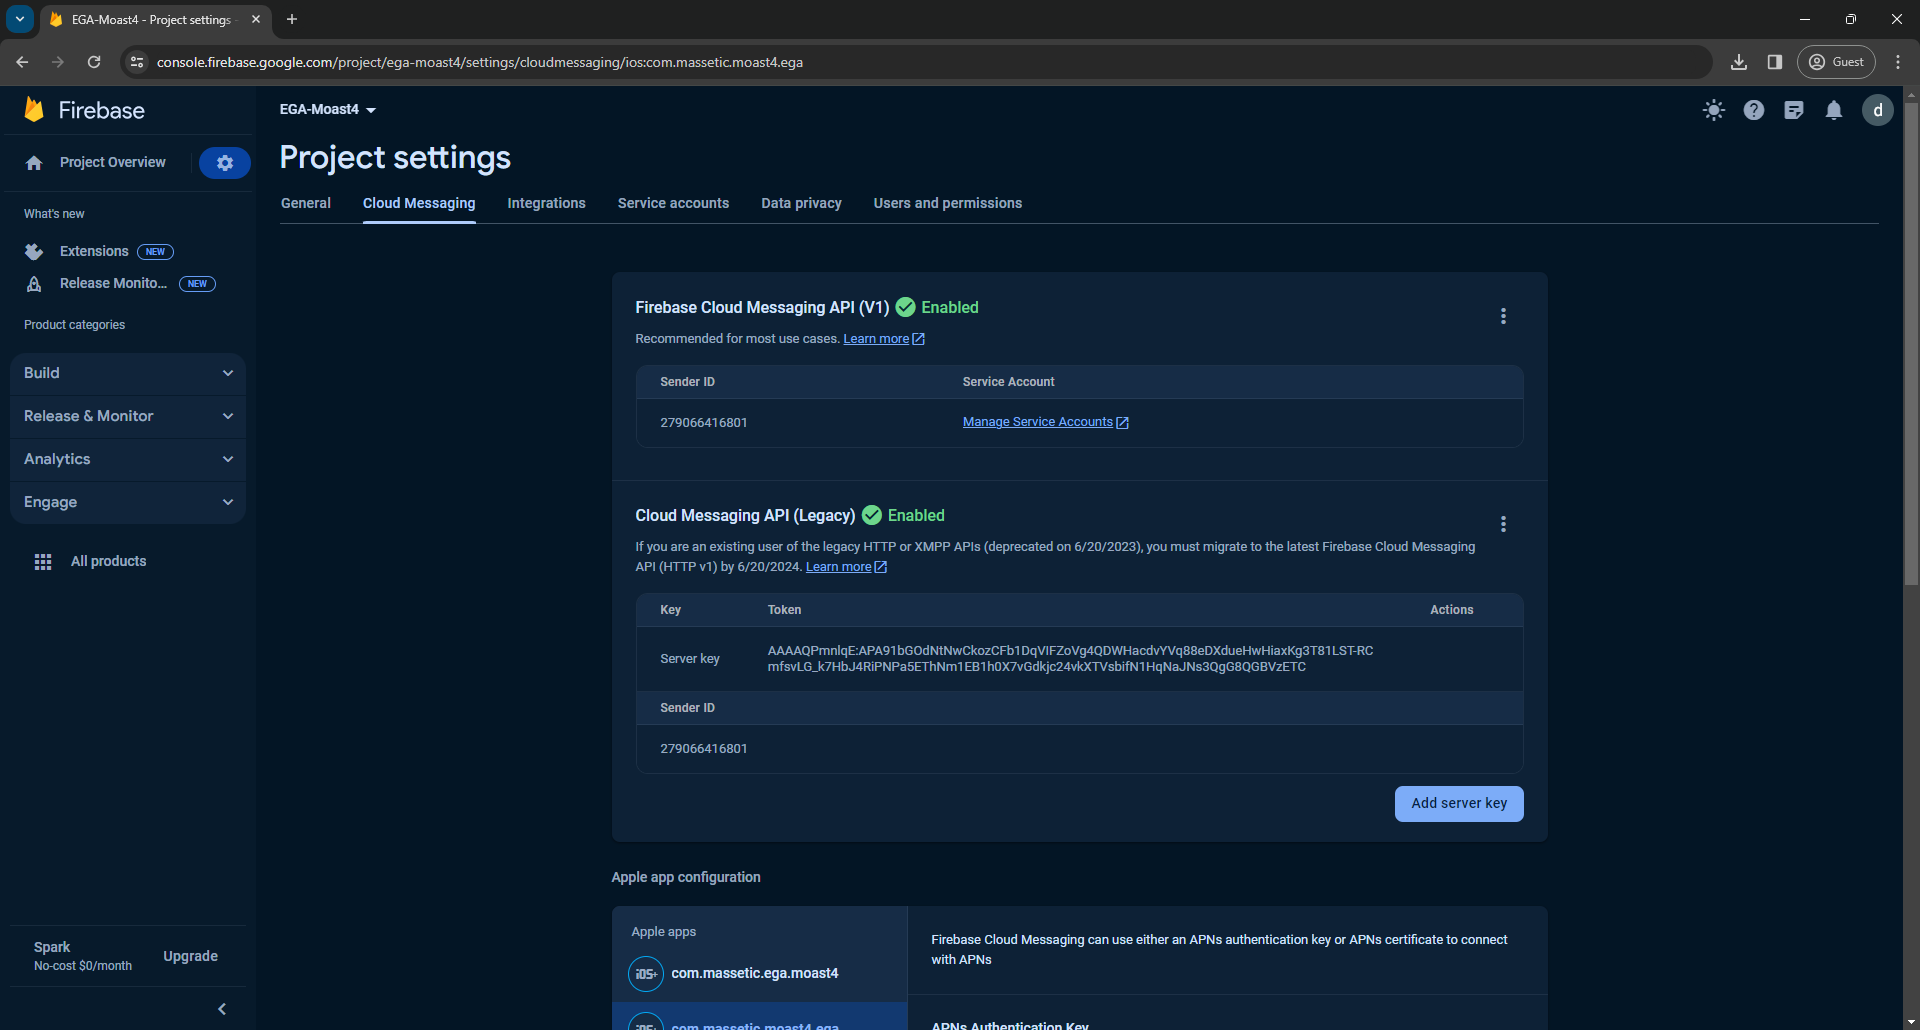 EGA-Moast4 - Project settings
console.firebase.google.com/project/ega-moast4/settings/cloudmessaging/ios:com.massetic.moast4.ega
Guest
Firebase
EGA-Moast4
d
Project Overview
Project settings
General Cloud Messaging Integrations Service accounts Data privacy Users and permissions
What's new
Extensions NEW
Release Monito... NEW
Product categories
Build
Release & Monitor
Analytics
Engage
All products
Spark
No-cost $0/month
Upgrade
Firebase Cloud Messaging API (V1) Enabled
Recommended for most use cases. Learn more
Sender ID Service Account
279066416801 Manage Service Accounts
Cloud Messaging API (Legacy) Enabled
If you are an existing user of the legacy HTTP or XMPP APIs (deprecated on 6/20/2023), you must migrate to the latest Firebase Cloud Messaging
API (HTTP v1) by 6/20/2024. Learn more
Key Token Actions
Server key
AAAAQPmnlqE:APA91bGOdNtNwCkozCFb1DqVIFZoVg4QDWHacdvYVq88eDXdueHwHiaxKg3T81LST-RC
mfsvLG_k7HbJ4RiPNPa5EThNm1EB1h0X7vGdkjc24vkXTVsbifN1HqNaJNs3QgG8QGBVzETC
Sender ID
279066416801
Add server key
Apple app configuration
Apple apps
iOS+ com.massetic.ega.moast4
iOS+ com.massetic.moast4.ega
Firebase Cloud Messaging can use either an APNs authentication key or APNs certificate to connect
with APNs
APNs Authentication Key